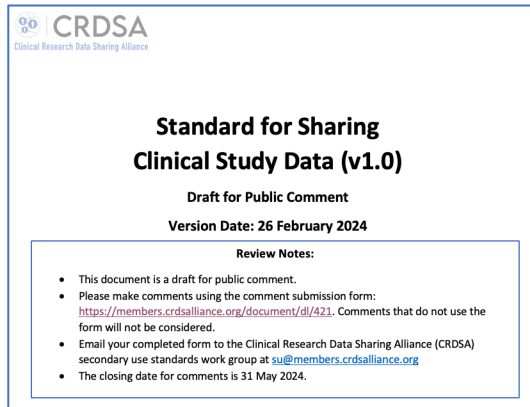 CRDSA
Clinical Research Data Sharing Alliance
Standard for Sharing
Clinical Study Data (v1.0)
Draft for Public Comment
Version Date: 26 February 2024
Review Notes:
• This document is a draft for public comment.
• Please make comments using the comment submission form:
https://members.crdsalliance.org/document/dl/421. Comments that do not use the
form will not be considered.
• Email your completed form to the Clinical Research Data Sharing Alliance (CRDSA)
secondary use standards work group at su@members.crdsalliance.org
• The closing date for comments is 31 May 2024.